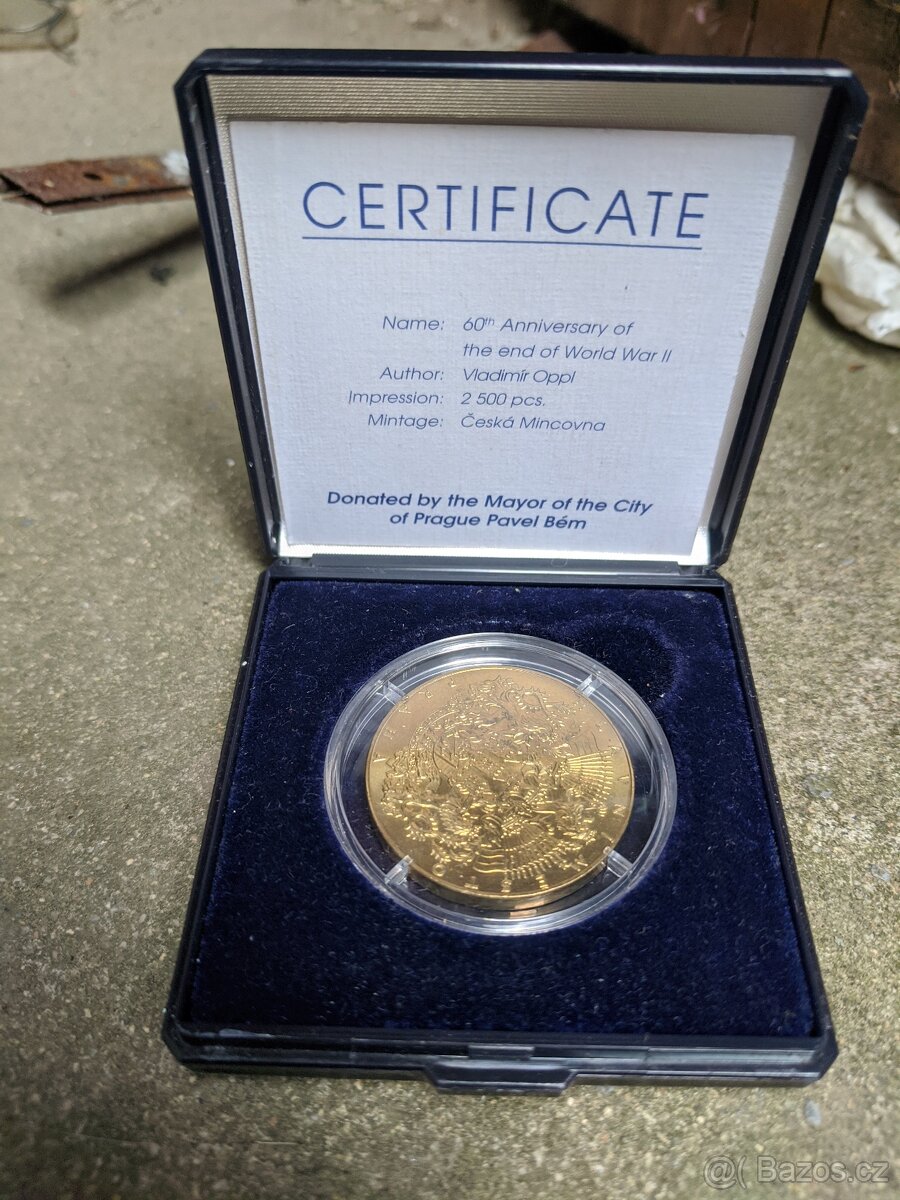 CERTIFICATE
Name: 60th Anniversary of
the end of World War II
Author: Vladimír Oppl
Impression: 2 500 pcs.
Mintage: Česká Mincovna
Donated by the Mayor of the City
of Prague Pavel Bém
@( Bazos.cz